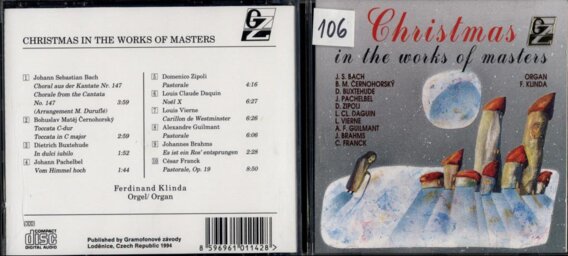 CHRISTMAS IN THE WORKS OF MASTERS
GZ
1 Johann Sebastian Bach
Choral aus der Kantate Nr. 147
Chorale from the Cantata
No. 147 3:59
(Arrangement M. Duruflé)
2 Bohuslav Matěj Černohorský
Toccata C-dur
Toccata in C major 2:59
3 Dietrich Buxtehude
In dulci iubilo 1:52
4 Johann Pachelbel
Vom Himmel hoch 1:44
5 Domenico Zipoli
Pastorale 4:16
6 Louis Claude Daquin
Noël X 6:27
7 Louis Vierne
Carillon de Westminster 6:26
8 Alexandre Guilmant
Pastorale 6:06
9 Johannes Brahms
Es ist ein Ros' entsprungen 2:28
10 César Franck
Pastorale, Op. 19 8:50
Ferdinand Klinda
Orgel/ Organ
DDD
COMPACT
disc
DIGITAL AUDIO
Published by Gramofonové závody
Loděnice, Czech Republic 1994
8 596961 011428
106
Christmas
GZ
in the works of masters
J. S. BACH
B. M. ČERNOHORSKÝ
D. BUXTEHUDE
J. PACHELBEL
D. ZIPOLI
L. CL. DAQUIN
L. VIERNE
A. F. GUILMANT
J. BRAHMS
C. FRANCK
ORGAN
F. KLINDA